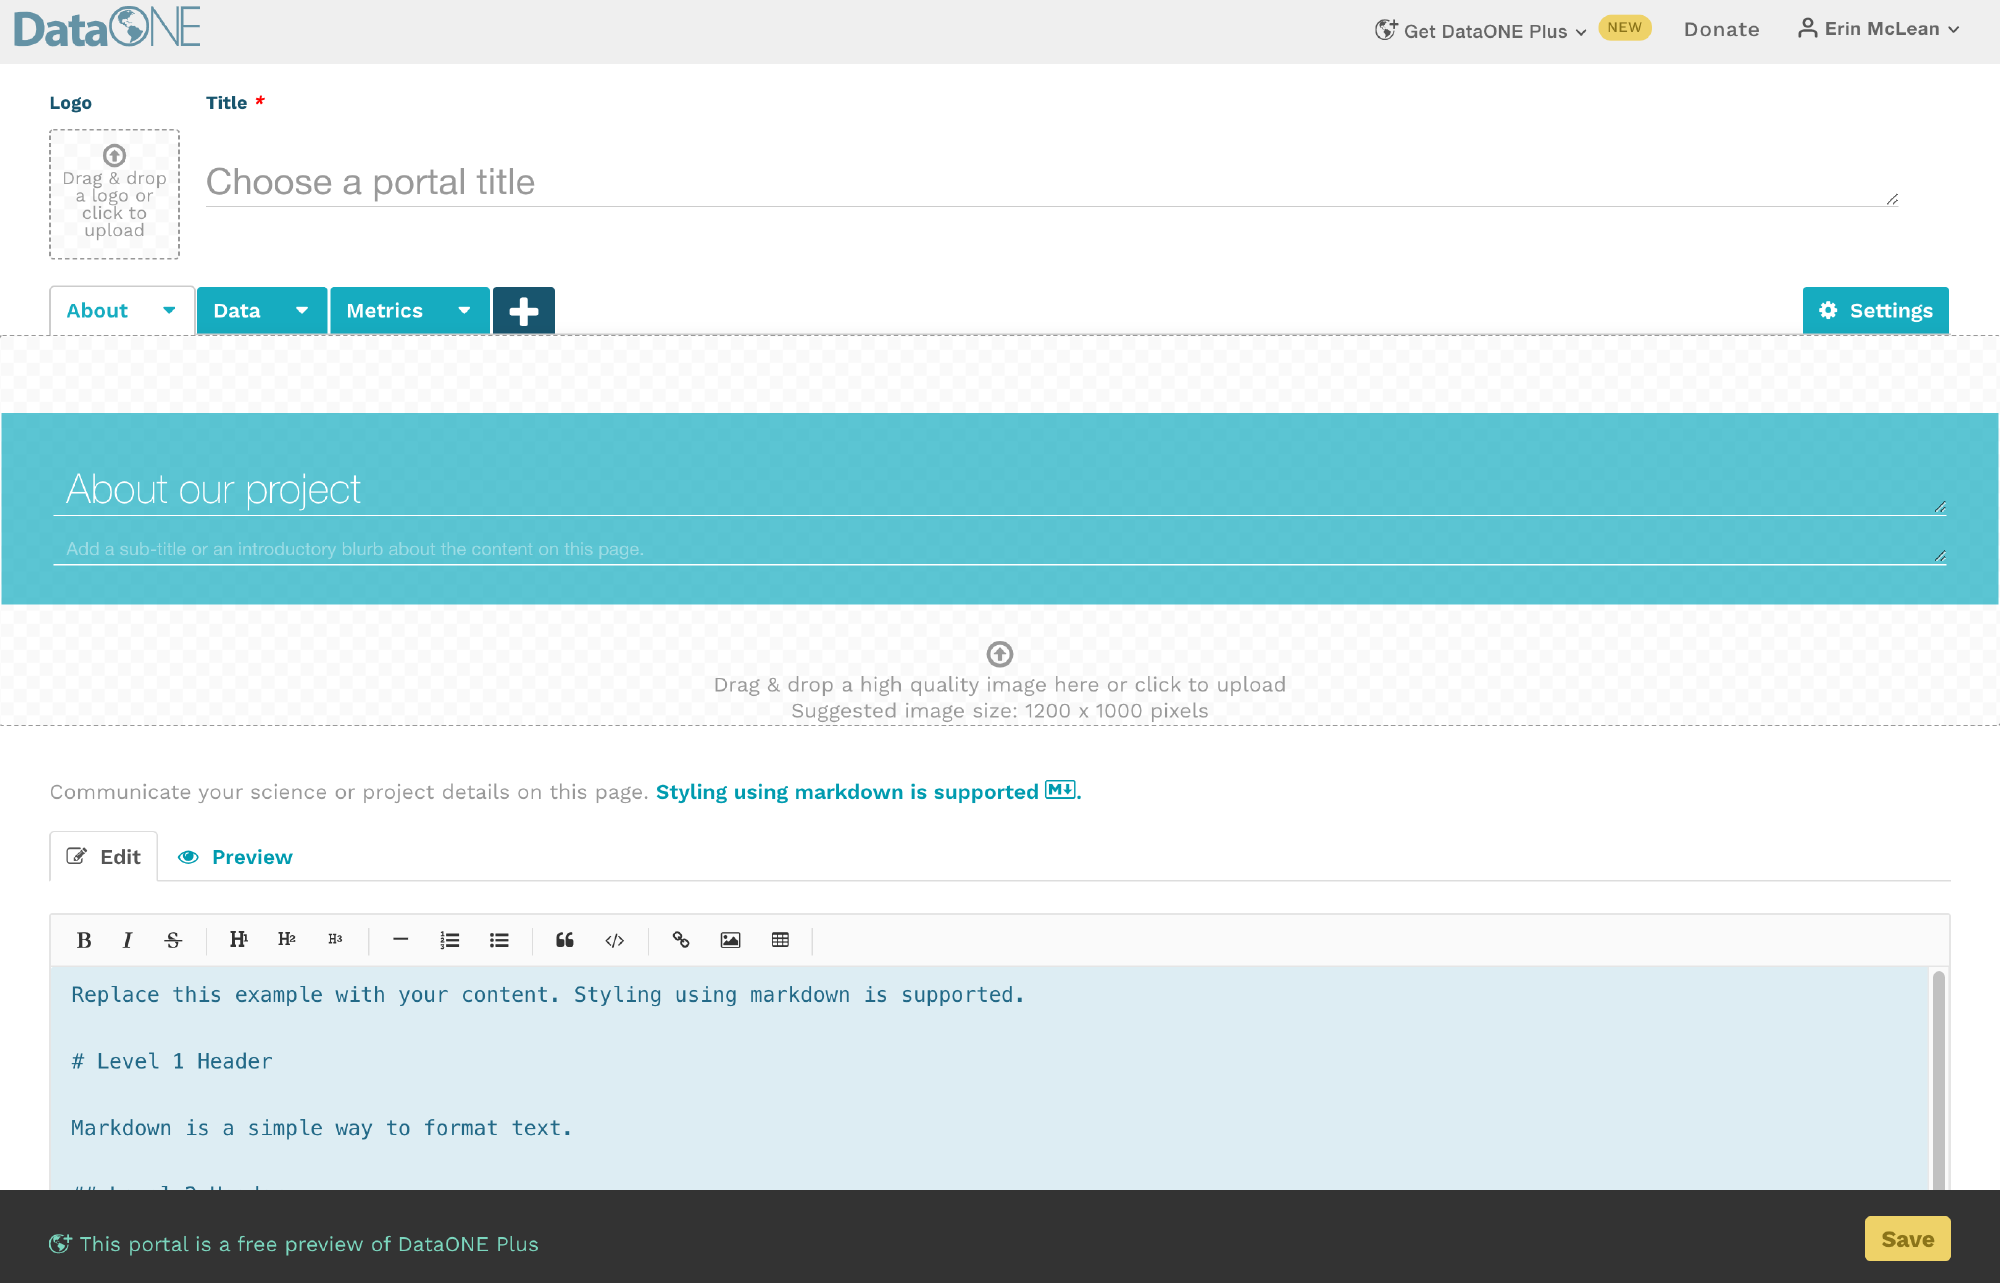 DataONE
Get DataONE Plus NEW Donate Erin McLean
Logo
Title *
Drag & drop
a logo or
click to
upload
Choose a portal title
About Data Metrics Settings
About our project
Add a sub-title or an introductory blurb about the content on this page.
Drag & drop a high quality image here or click to upload
Suggested image size: 1200 x 1000 pixels
Communicate your science or project details on this page. Styling using markdown is supported M↓.
Edit Preview
B I S H1 H2 H3
Replace this example with your content. Styling using markdown is supported.
# Level 1 Header
Markdown is a simple way to format text.
This portal is a free preview of DataONE Plus
Save